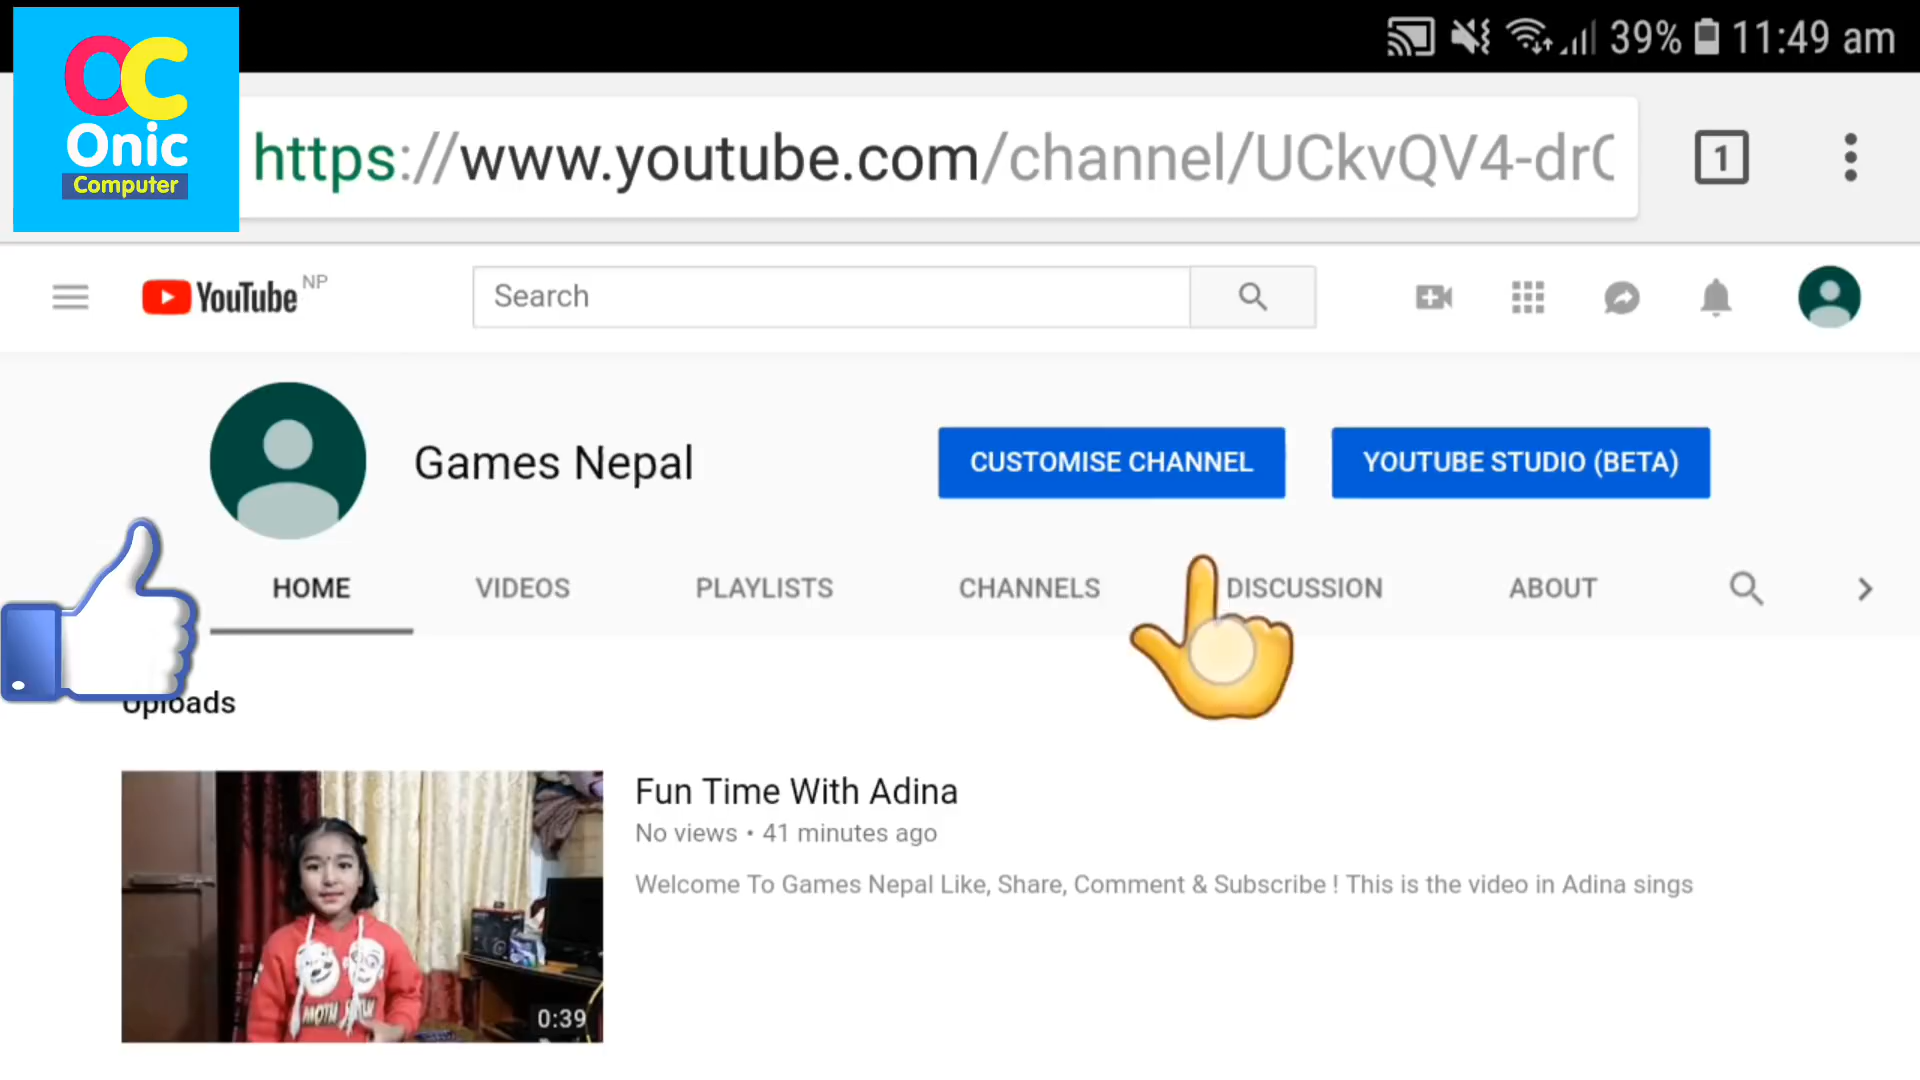 39% 11:49 am
OC
Onic
Computer
https://www.youtube.com/channel/UCkvQV4-dr
1
YouTube NP
Search
Games Nepal
CUSTOMISE CHANNEL
YOUTUBE STUDIO (BETA)
HOME VIDEOS PLAYLISTS CHANNELS DISCUSSION ABOUT
Uploads
Fun Time With Adina
No views • 41 minutes ago
Welcome To Games Nepal Like, Share, Comment & Subscribe ! This is the video in Adina sings
0:39